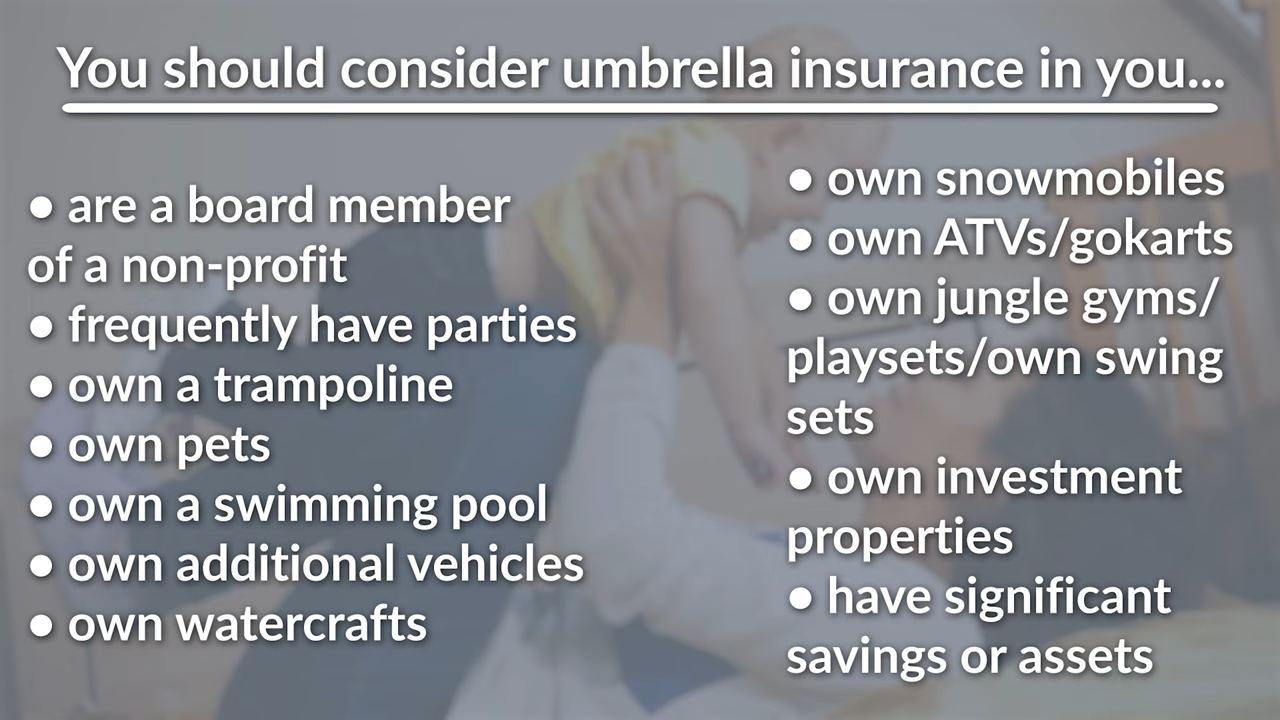 You should consider umbrella insurance in you...
● are a board member
of a non-profit
● frequently have parties
● own a trampoline
● own pets
● own a swimming pool
● own additional vehicles
● own watercrafts
● own snowmobiles
● own ATVs/gokarts
● own jungle gyms/
playsets/own swing
sets
● own investment
properties
● have significant
savings or assets